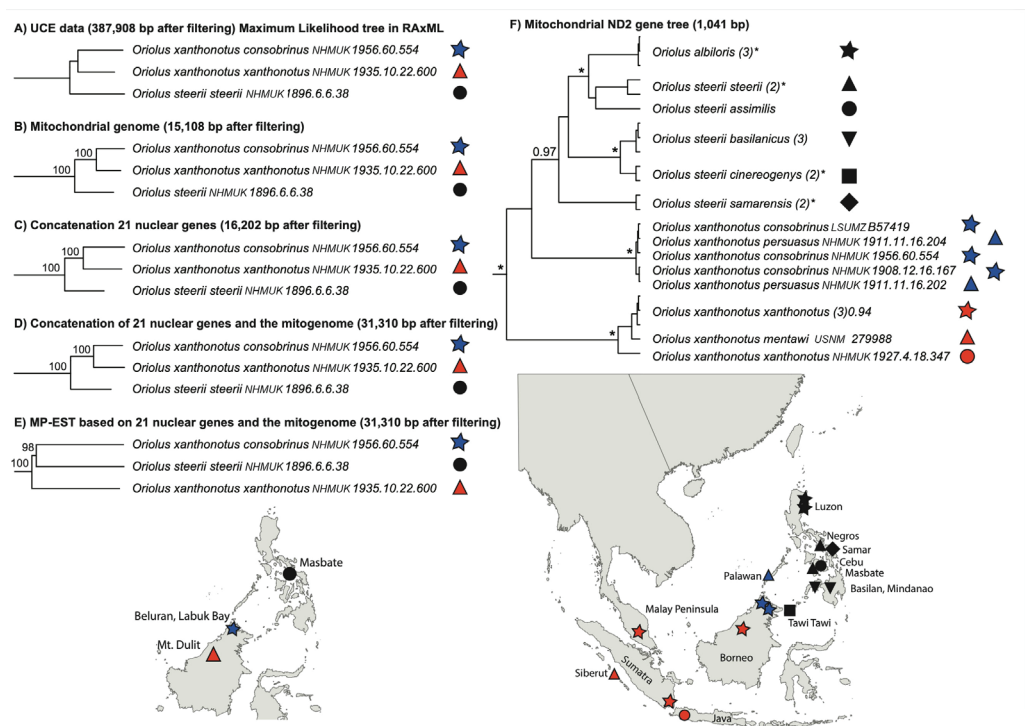 A) UCE data (387,908 bp after filtering) Maximum Likelihood tree in RAxML
Oriolus xanthonotus consobrinus NHMUK 1956.60.554
Oriolus xanthonotus xanthonotus NHMUK 1935.10.22.600
Oriolus steerii steerii NHMUK 1896.6.6.38
B) Mitochondrial genome (15,108 bp after filtering)
100
100
Oriolus xanthonotus consobrinus NHMUK 1956.60.554
Oriolus xanthonotus xanthonotus NHMUK 1935.10.22.600
Oriolus steerii NHMUK 1896.6.6.38
C) Concatenation 21 nuclear genes (16,202 bp after filtering)
100
100
Oriolus xanthonotus consobrinus NHMUK 1956.60.554
Oriolus xanthonotus xanthonotus NHMUK 1935.10.22.600
Oriolus steerii steerii NHMUK 1896.6.6.38
D) Concatenation of 21 nuclear genes and the mitogenome (31,310 bp after filtering)
100
100
Oriolus xanthonotus consobrinus NHMUK 1956.60.554
Oriolus xanthonotus xanthonotus NHMUK 1935.10.22.600
Oriolus steerii steerii NHMUK 1896.6.6.38
E) MP-EST based on 21 nuclear genes and the mitogenome (31,310 bp after filtering)
98
100
Oriolus xanthonotus consobrinus NHMUK 1956.60.554
Oriolus steerii steerii NHMUK 1896.6.6.38
Oriolus xanthonotus xanthonotus NHMUK 1935.10.22.600
Masbate
Beluran, Labuk Bay
Mt. Dulit
F) Mitochondrial ND2 gene tree (1,041 bp)
Oriolus albiloris (3)*
*
Oriolus steerii steerii (2)*
Oriolus steerii assimilis
Oriolus steerii basilanicus (3)
*
0.97
Oriolus steerii cinereogenys (2)*
Oriolus steerii samarensis (2)*
Oriolus xanthonotus consobrinus LSUMZ B57419
Oriolus xanthonotus persuasus NHMUK 1911.11.16.204
*
Oriolus xanthonotus consobrinus NHMUK 1956.60.554
*
Oriolus xanthonotus consobrinus NHMUK 1908.12.16.167
Oriolus xanthonotus persuasus NHMUK 1911.11.16.202
Oriolus xanthonotus xanthonotus (3)0.94
*
Oriolus xanthonotus mentawi USNM 279988
Oriolus xanthonotus xanthonotus NHMUK 1927.4.18.347
Luzon
Negros
Samar
Cebu
Masbate
Palawan
Basilan, Mindanao
Malay Peninsula
Tawi Tawi
Borneo
Siberut
Sumatra
Java